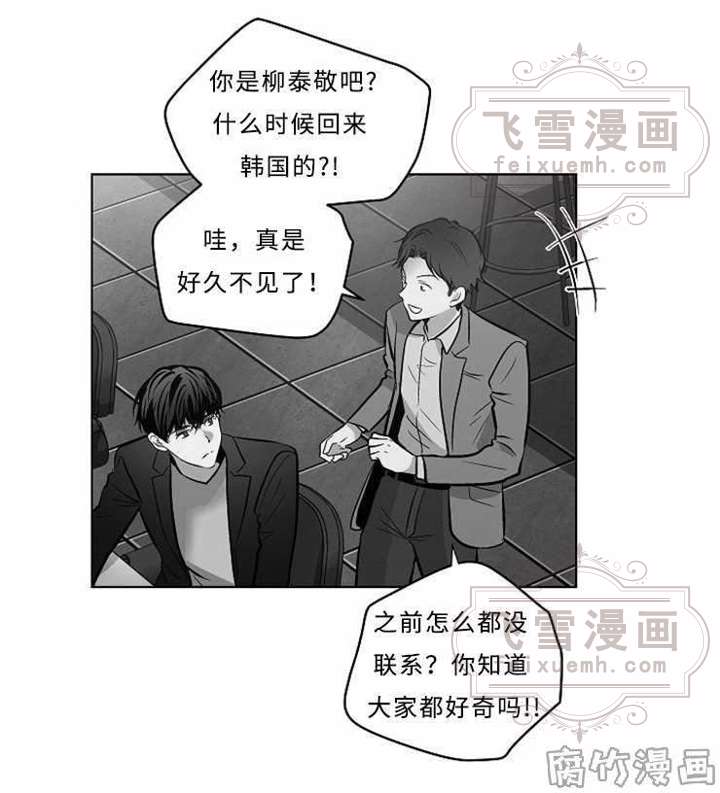 你是柳泰敬吧?
什么时候回来
韩国的?!
哇，真是
好久不见了!
飞雪漫画
feixuemh.com
之前怎么都没
联系？你知道
大家都好奇吗!!
飞雪漫画
feixuemh.com
腐竹漫画